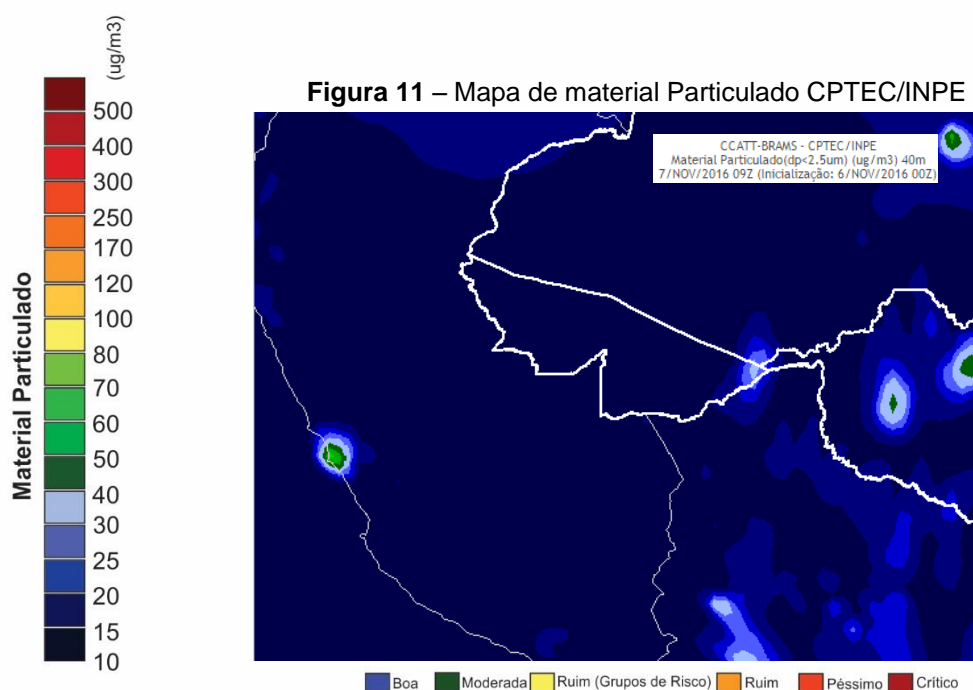 Figura 11 – Mapa de material Particulado CPTEC/INPE
CCATT-BRAMS - CPTEC/INPE
Material Particulado(dp<2.5um) (ug/m3) 40m
7/NOV/2016 09Z (Inicialização: 6/NOV/2016 00Z)
(ug/m3)
Material Particulado
500
400
300
250
170
120
100
80
70
60
50
40
30
25
20
15
10
Boa
Moderada
Ruim (Grupos de Risco)
Ruim
Péssimo
Crítico